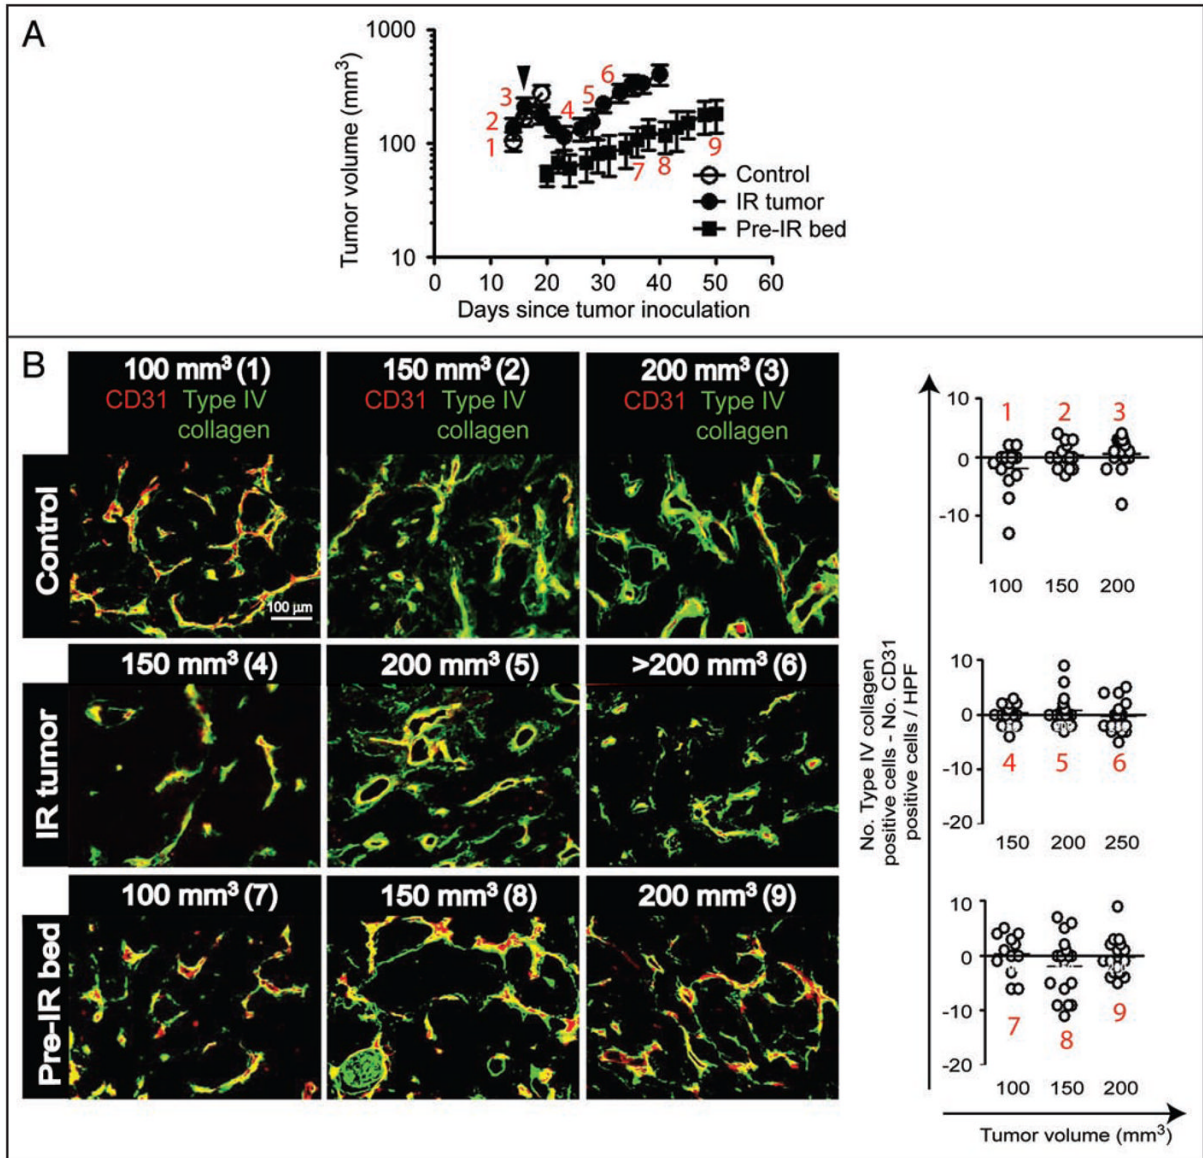 A
1000
100
10
Tumor volume (mm³)
0 10 20 30 40 50 60
Days since tumor inoculation
1
2
3
4
5
6
7
8
9
Control
IR tumor
Pre-IR bed
B
100 mm³ (1)
CD31 Type IV
collagen
150 mm³ (2)
CD31 Type IV
collagen
200 mm³ (3)
CD31 Type IV
collagen
Control
100 μm
150 mm³ (4)
200 mm³ (5)
>200 mm³ (6)
IR tumor
100 mm³ (7)
150 mm³ (8)
200 mm³ (9)
Pre-IR bed
No. Type IV collagen
positive cells - No. CD31
positive cells / HPF
10
0
-10
1 2 3
100 150 200
10
0
-10
-20
4 5 6
150 200 250
10
0
-10
-20
7 8 9
100 150 200
Tumor volume (mm³)